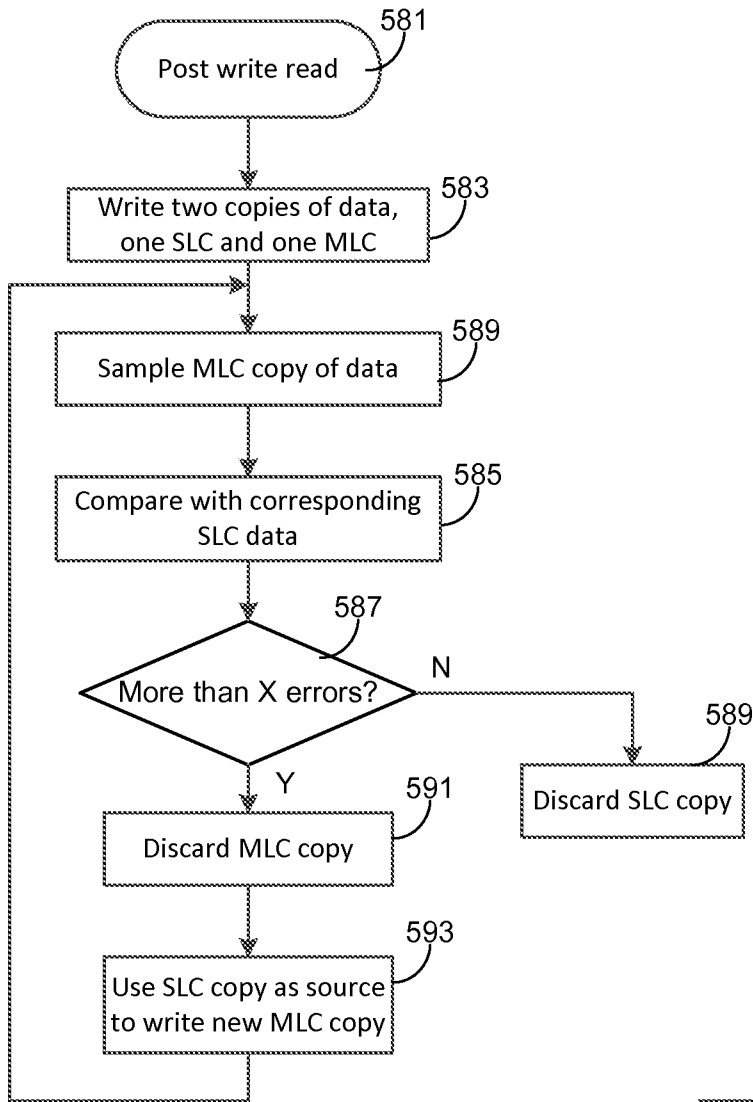 581
Post write read
583
Write two copies of data,
one SLC and one MLC
589
Sample MLC copy of data
585
Compare with corresponding
SLC data
587
More than X errors?
N
589
Discard SLC copy
Y
591
Discard MLC copy
593
Use SLC copy as source
to write new MLC copy